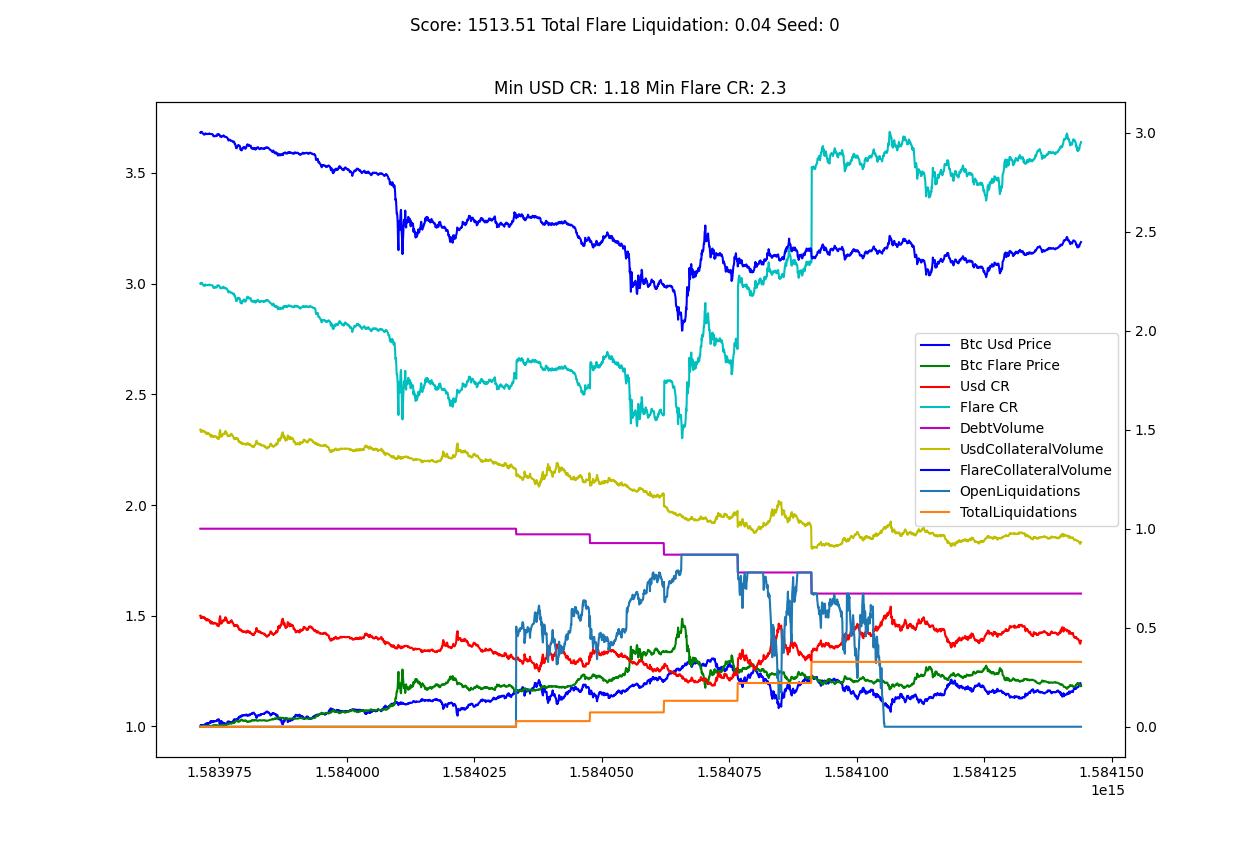 Score: 1513.51 Total Flare Liquidation: 0.04 Seed: 0
Min USD CR: 1.18 Min Flare CR: 2.3
3.5
3.0
2.5
2.0
1.5
1.0
3.0
2.5
2.0
1.5
1.0
0.5
0.0
Btc Usd Price
Btc Flare Price
Usd CR
Flare CR
DebtVolume
UsdCollateralVolume
FlareCollateralVolume
OpenLiquidations
TotalLiquidations
1.583975 1.584000 1.584025 1.584050 1.584075 1.584100 1.584125 1.584150
1e15